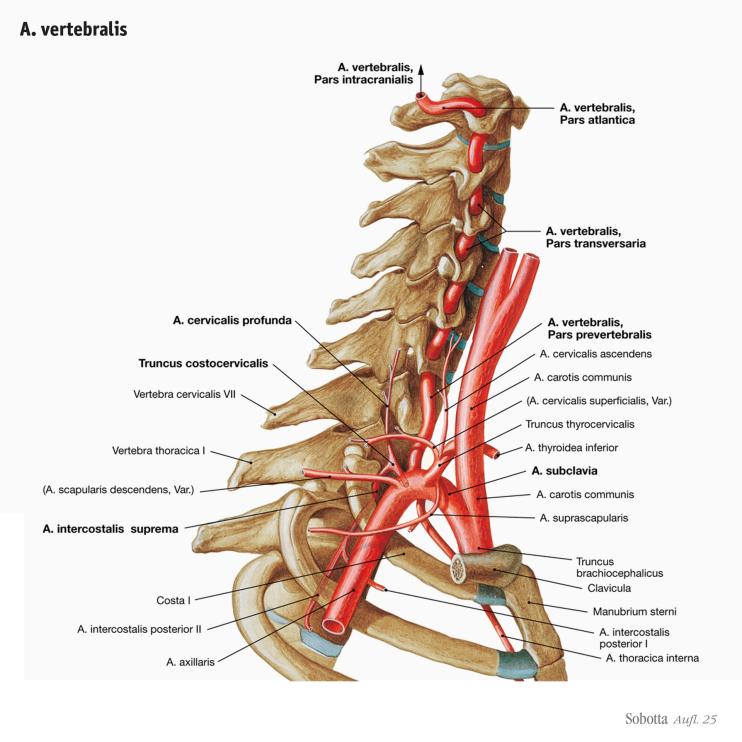 A. vertebralis
A. vertebralis,
Pars intracranialis
A. vertebralis,
Pars atlantica
A. vertebralis,
Pars transversaria
A. cervicalis profunda
Truncus costocervicalis
Vertebra cervicalis VII
Vertebra thoracica I
(A. scapularis descendens, Var.)
A. intercostalis suprema
Costa I
A. intercostalis posterior II
A. axillaris
A. vertebralis,
Pars prevertebralis
A. cervicalis ascendens
A. carotis communis
(A. cervicalis superficialis, Var.)
Truncus thyrocervicalis
A. thyroidea inferior
A. subclavia
A. carotis communis
A. suprascapularis
Truncus
brachiocephalicus
Clavicula
Manubrium sterni
A. intercostalis
posterior I
A. thoracica interna
Sobotta Aufl. 25